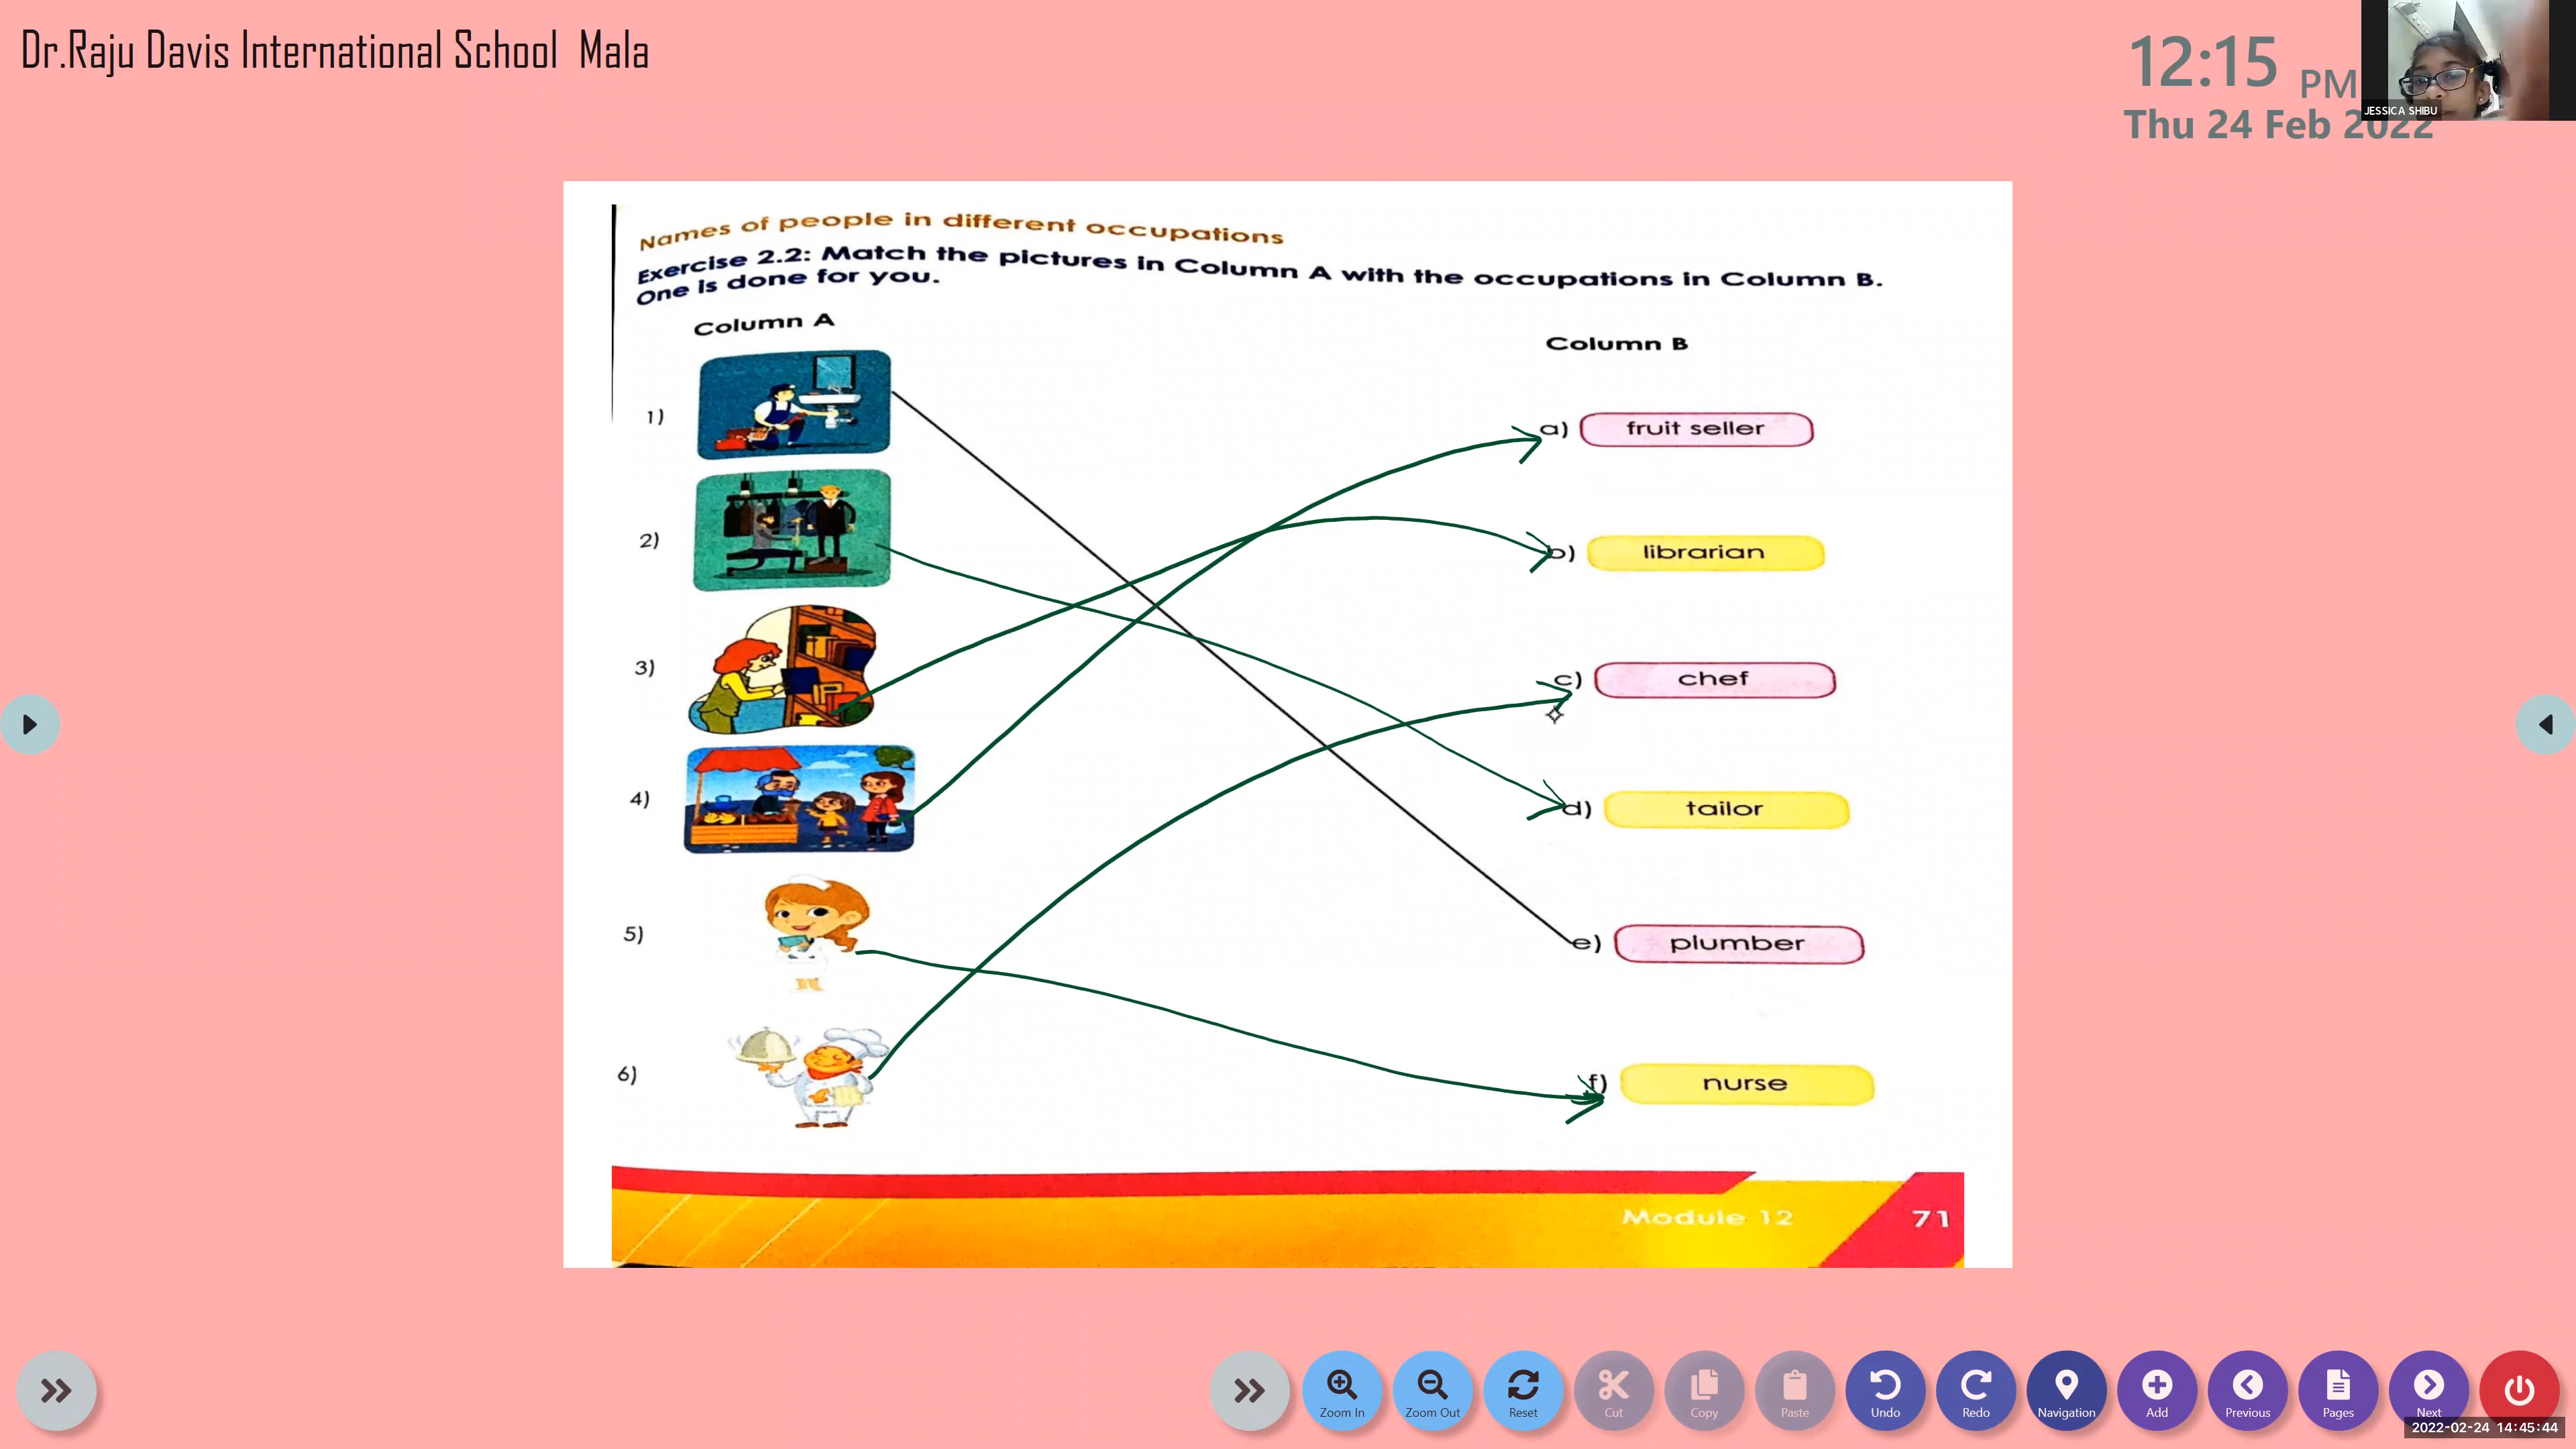 Dr.Raju Davis International School Mala
12:15 PM
Thu 24 Feb 2022
JESSICA SHIBU
Names of people in different occupations
Exercise 2.2: Match the pictures in Column A with the occupations in Column B.
One is done for you.
Column A
Column B
1)
a) fruit seller
2)
b) librarian
3)
c) chef
4)
d) tailor
5)
e) plumber
6)
f) nurse
Module 12
71
Zoom In
Zoom Out
Reset
Cut
Copy
Paste
Undo
Redo
Navigation
Add
Previous
Pages
Next
2022-02-24 14:45:44